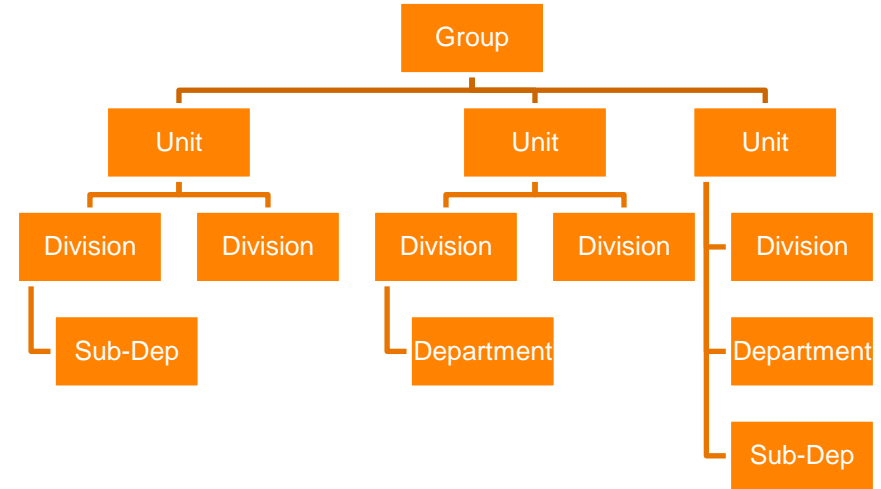 Group
Unit
Unit
Unit
Division
Division
Division
Division
Division
Sub-Dep
Department
Department
Sub-Dep